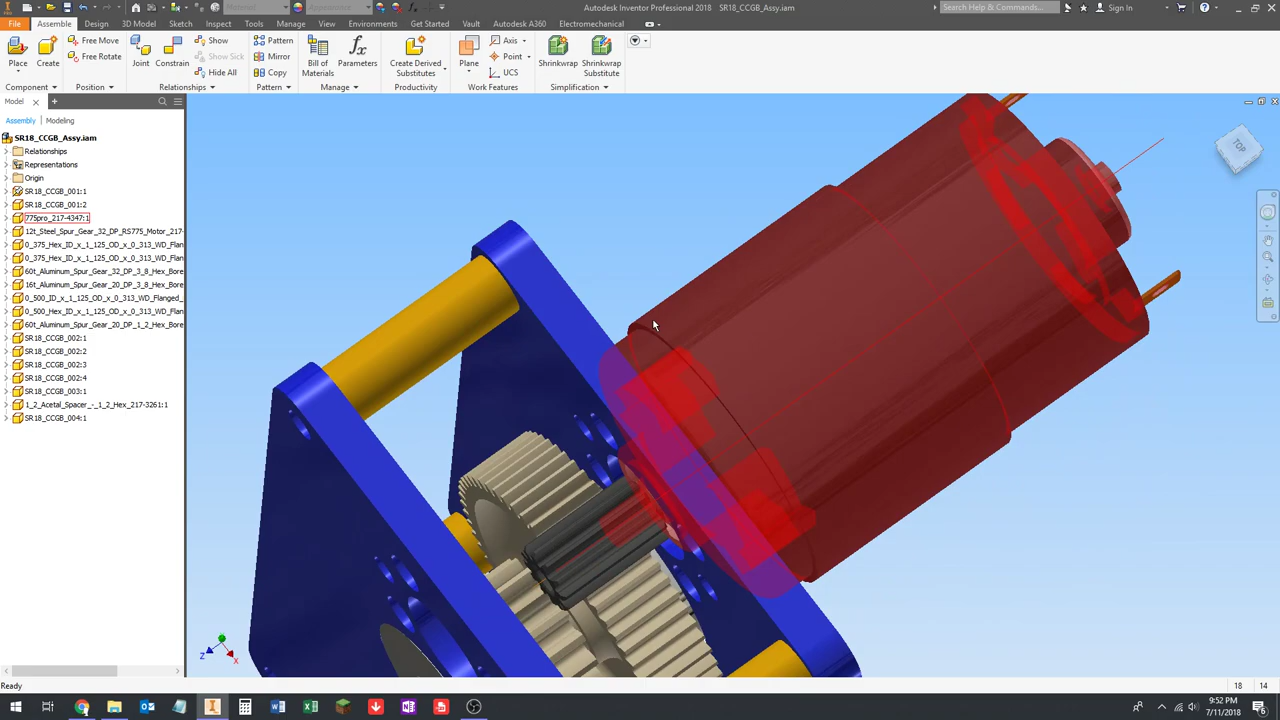 Normal Appearance
Autodesk Inventor Professional 2018 SR18_CCGB_Assy.iam
Search Help & Commands...
Sign In
File Assemble Design 3D Model Sketch Inspect Tools Manage View Environments Get Started Vault Autodesk A360 Electromechanical
Place
Create
Free Move
Free Rotate
Joint
Constrain
Show
Show Sick
Hide All
Pattern
Mirror
Copy
Bill of
Materials
Parameters
Create Derived
Substitutes
Plane
Axis
Point
UCS
Shrinkwrap
Shrinkwrap
Substitute
Component Position Relationships Pattern Manage Productivity Work Features Simplification
Model
Assembly Modeling
SR18_CCGB_Assy.iam
Relationships
Representations
Origin
SR18_CCGB_001:1
SR18_CCGB_001:2
775pro_217-4347:1
12t_Steel_Spur_Gear_32_DP_RS775_Motor_217-
0_375_Hex_ID_x_1_125_OD_x_0_313_WD_Flan
0_375_Hex_ID_x_1_125_OD_x_0_313_WD_Flan
60t_Aluminum_Spur_Gear_32_DP_3_8_Hex_Bore
16t_Aluminum_Spur_Gear_20_DP_3_8_Hex_Bore
0_500_ID_x_1_125_OD_x_0_313_WD_Flanged_
0_500_Hex_ID_x_1_125_OD_x_0_313_WD_Flan
60t_Aluminum_Spur_Gear_20_DP_1_2_Hex_Bore
SR18_CCGB_002:1
SR18_CCGB_002:2
SR18_CCGB_002:3
SR18_CCGB_002:4
SR18_CCGB_003:1
1_2_Acetal_Spacer_-_1_2_Hex_217-3261:1
SR18_CCGB_004:1
TOP
Z
X
Ready
18 14
9:52 PM
7/11/2018